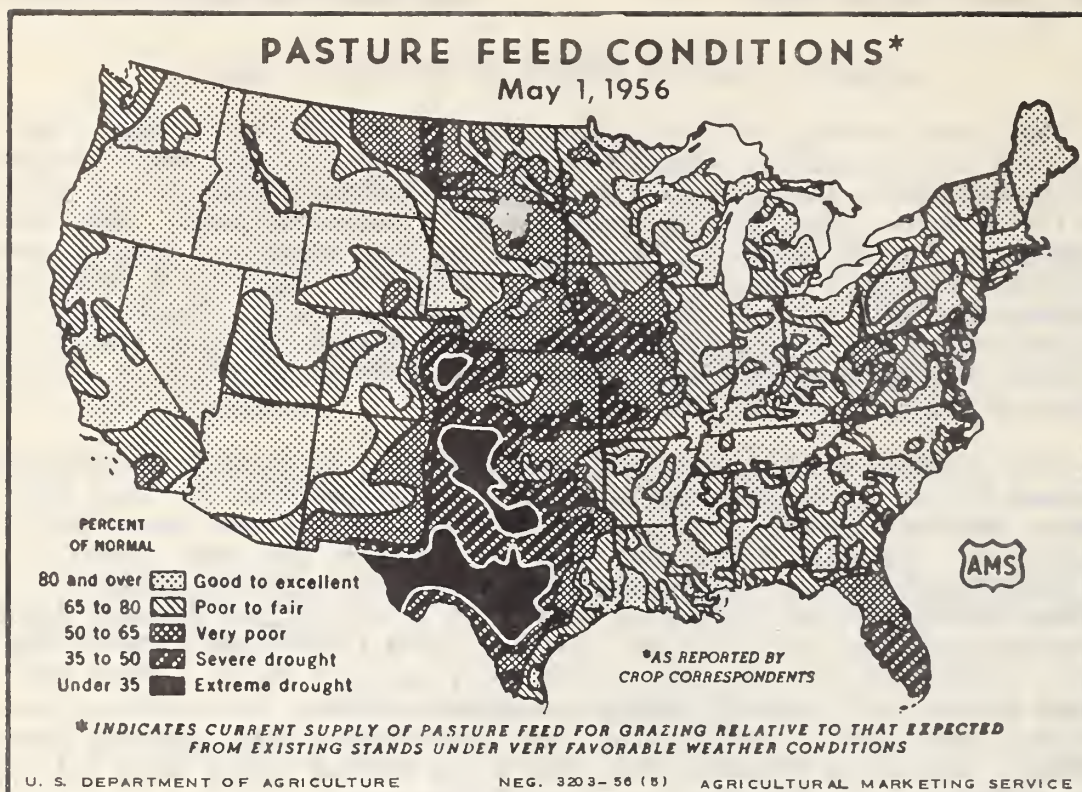 PASTURE FEED CONDITIONS*
May 1, 1956
PERCENT
OF NORMAL
80 and over Good to excellent
65 to 80 Poor to fair
50 to 65 Very poor
35 to 50 Severe drought
Under 35 Extreme drought
AMS
*AS REPORTED BY
CROP CORRESPONDENTS
* INDICATES CURRENT SUPPLY OF PASTURE FEED FOR GRAZING RELATIVE TO THAT EXPECTED
FROM EXISTING STANDS UNDER VERY FAVORABLE WEATHER CONDITIONS
U. S. DEPARTMENT OF AGRICULTURE NEG. 3203-56 (5) AGRICULTURAL MARKETING SERVICE